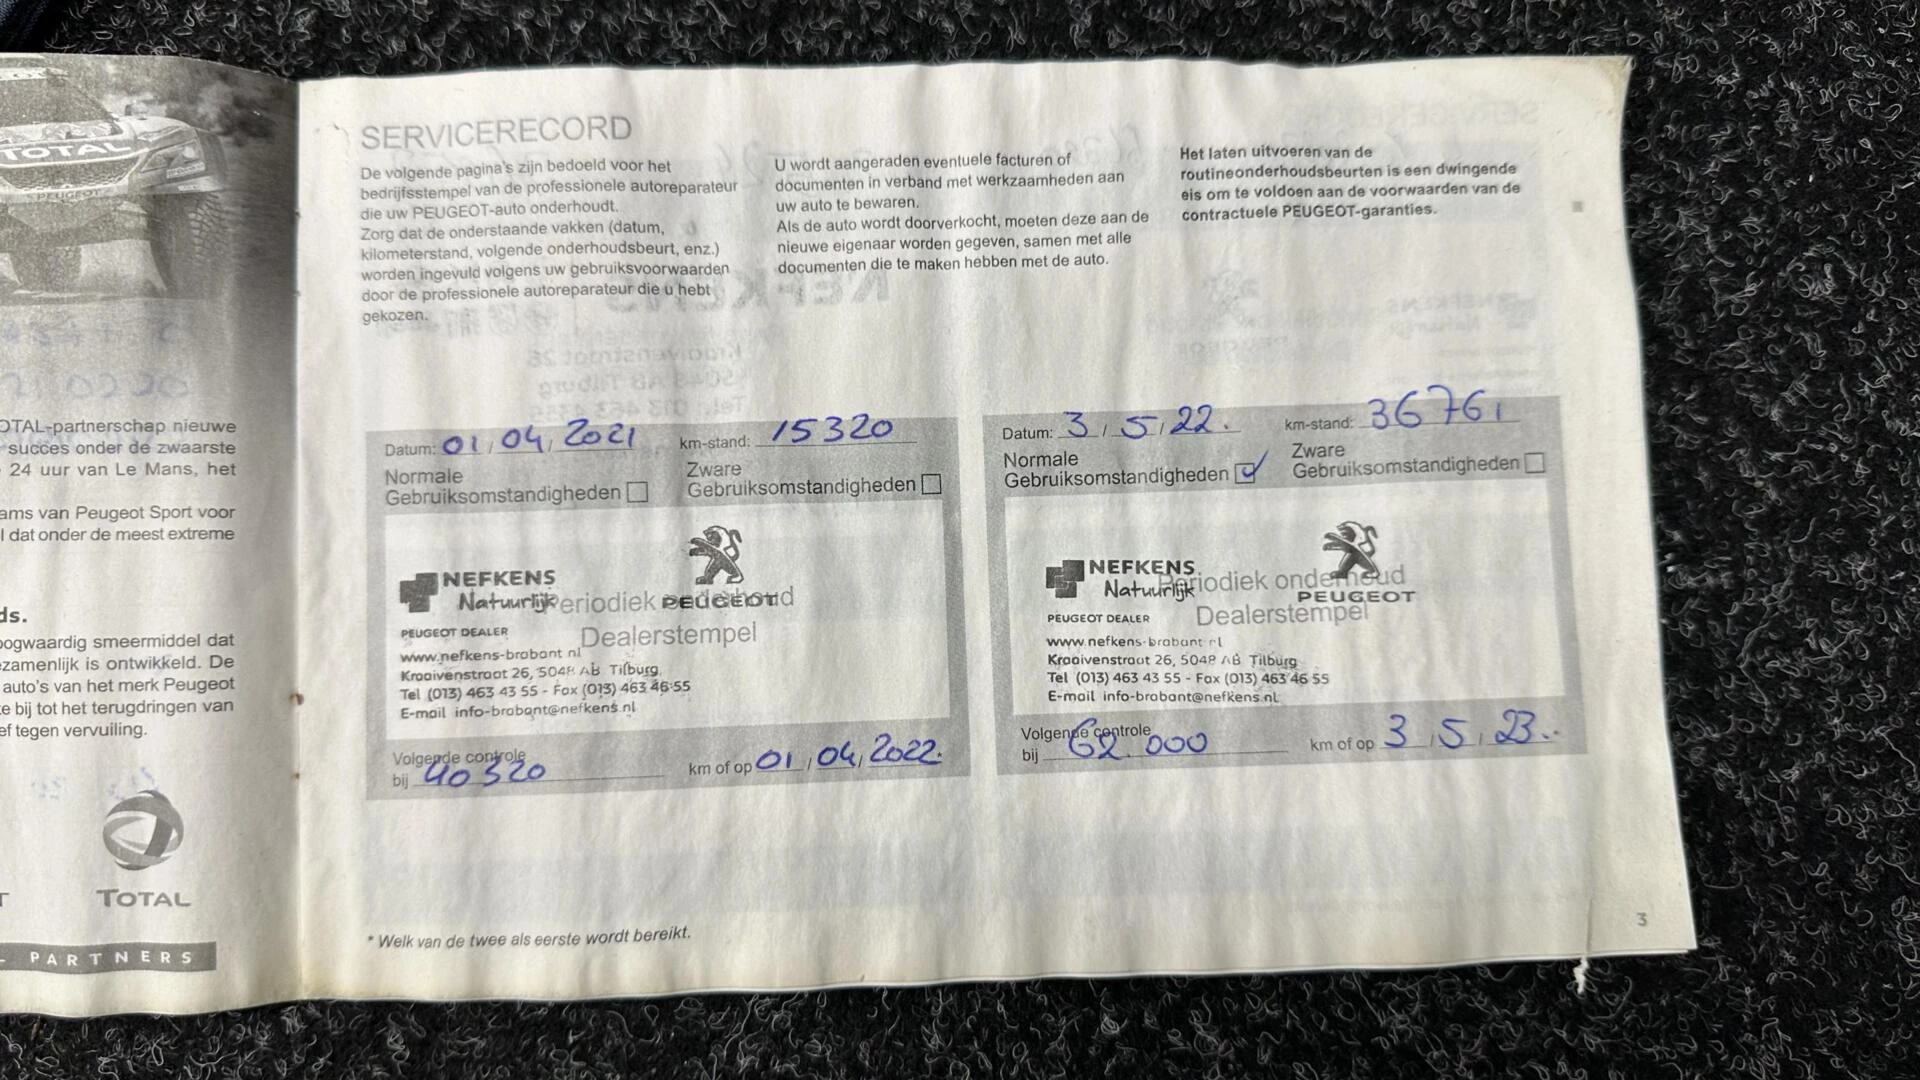 TOTAL
PEUGEOT
OTAL-partnerschap nieuwe
succes onder de zwaarste
24 uur van Le Mans, het
ams van Peugeot Sport voor
l dat onder de meest extreme
ds.
oogwaardig smeermiddel dat
zamenlijk is ontwikkeld. De
auto's van het merk Peugeot
e bij tot het terugdringen van
ef tegen vervuiling.
TOTAL
PARTNERS
SERVICERECORD
De volgende pagina's zijn bedoeld voor het
bedrijfsstempel van de professionele autoreparateur
die uw PEUGEOT-auto onderhoudt.
Zorg dat de onderstaande vakken (datum,
kilometerstand, volgende onderhoudsbeurt, enz.)
worden ingevuld volgens uw gebruiksvoorwaarden
door de professionele autoreparateur die u hebt
gekozen.
U wordt aangeraden eventuele facturen of
documenten in verband met werkzaamheden aan
uw auto te bewaren.
Als de auto wordt doorverkocht, moeten deze aan de
nieuwe eigenaar worden gegeven, samen met alle
documenten die te maken hebben met de auto.
Het laten uitvoeren van de
routineonderhoudsbeurten is een dwingende
eis om te voldoen aan de voorwaarden van de
contractuele PEUGEOT-garanties.
Datum: 01 / 04 / 2021 km-stand: 15320
Normale
Gebruiksomstandigheden
Zware
Gebruiksomstandigheden
NEFKENS
Natuurlijk
PEUGEOT
Periodiek onderhoud
Dealerstempel
PEUGEOT DEALER
www.nefkens-brabant nl
Kraaivenstraat 26, 5048 AB Tilburg
Tel (013) 463 43 55 - Fax (013) 463 46 55
E-mail info-brabant@nefkens.nl
Volgende controle
bij 40320 km of op 01 / 04 / 2022.
Datum: 3 / 5 / 22. km-stand: 36761
Normale
Gebruiksomstandigheden
Zware
Gebruiksomstandigheden
NEFKENS
Natuurlijk
PEUGEOT
Periodiek onderhoud
Dealerstempel
PEUGEOT DEALER
www.nefkens-brabant nl
Kraaivenstraat 26, 5048 AB Tilburg
Tel (013) 463 43 55 - Fax (013) 463 46 55
E-mail info-brabant@nefkens.nl
Volgende controle
bij 62.000 km of op 3 / 5 / 23..
* Welk van de twee als eerste wordt bereikt.
3